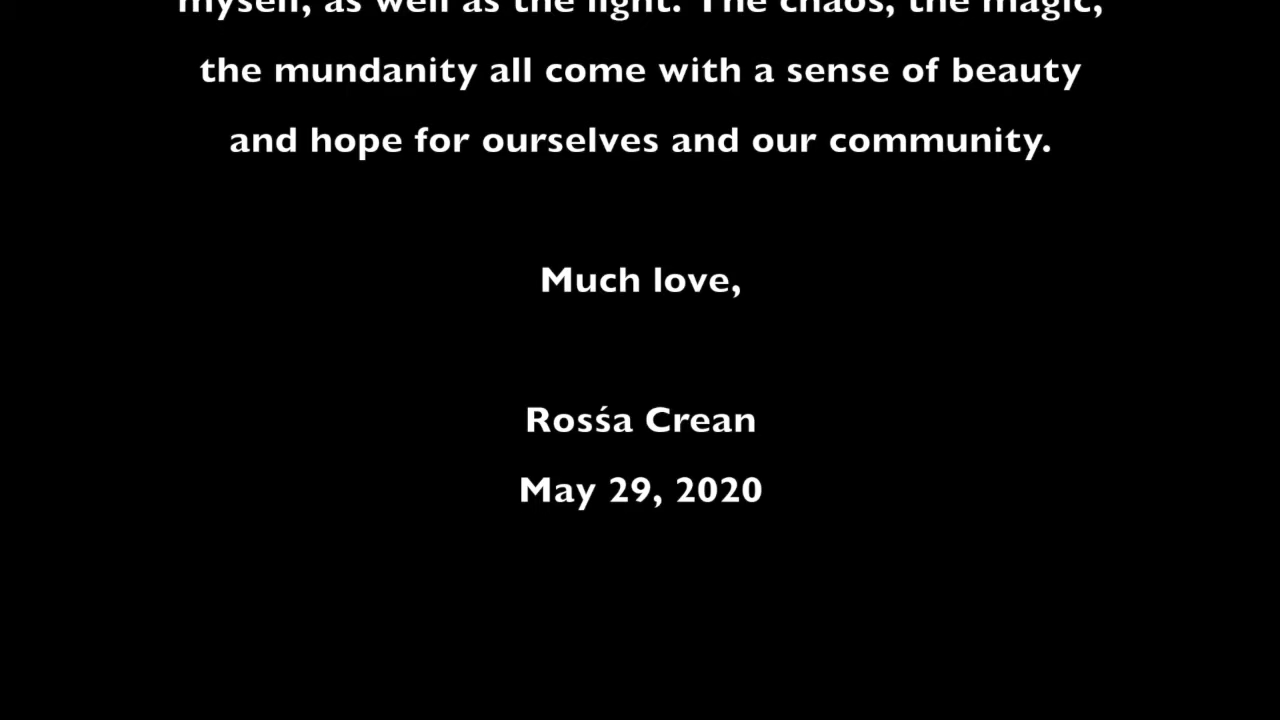 myself, as well as the light. The chaos, the magic,
the mundanity all come with a sense of beauty
and hope for ourselves and our community.
Much love,
Rosśa Crean
May 29, 2020